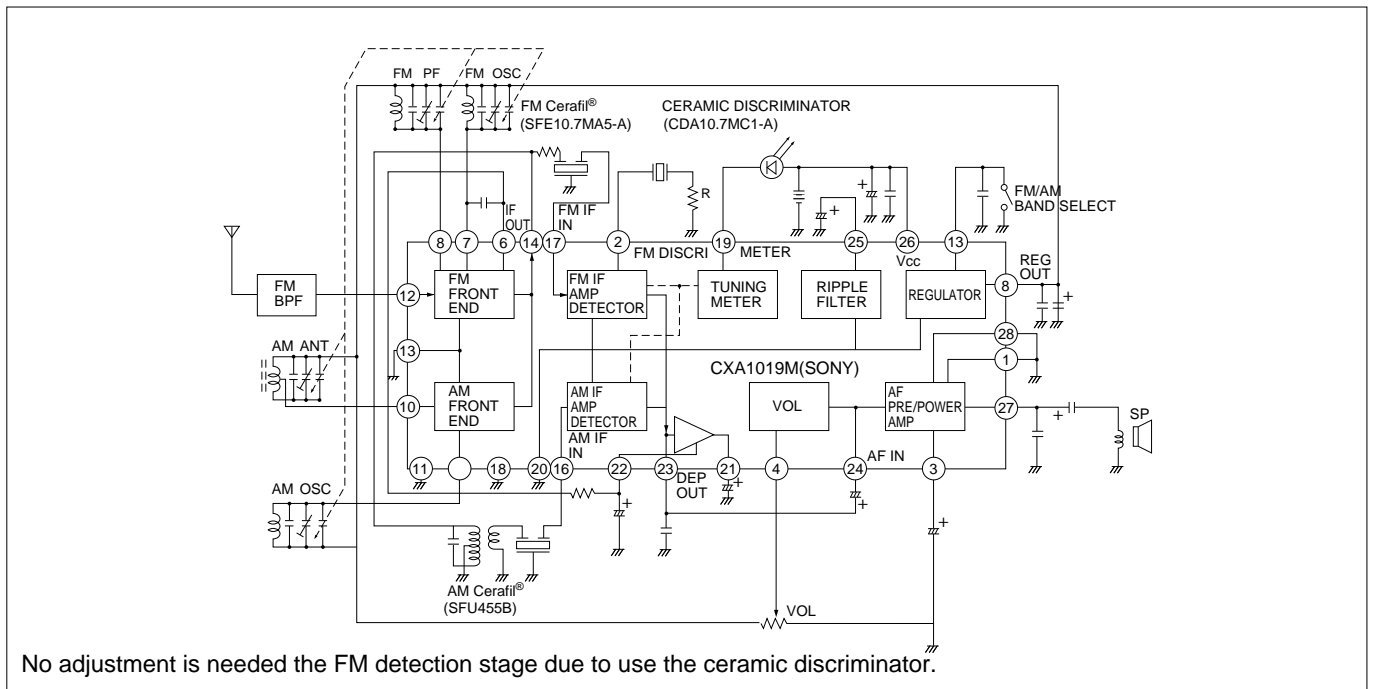 FM PF FM OSC
FM Cerafil®
(SFE10.7MA5-A)
CERAMIC DISCRIMINATOR
(CDA10.7MC1-A)
R
FM/AM
BAND SELECT
IF
OUT
FM IF
IN
8 7 6 14 17 2 19 25 26 13
FM DISCRI METER Vcc
REG
OUT
8
FM
BPF
12
FM
FRONT
END
FM IF
AMP
DETECTOR
TUNING
METER
RIPPLE
FILTER
REGULATOR
28
1
AM ANT
13
10
AM
FRONT
END
CXA1019M(SONY)
AM IF
AMP
DETECTOR
VOL
AF
PRE/POWER
AMP
27
SP
AM IF
IN
11 18 20 16 22 23 21 4 24 3
DEP
OUT
AF IN
AM OSC
AM Cerafil®
(SFU455B)
VOL
No adjustment is needed the FM detection stage due to use the ceramic discriminator.